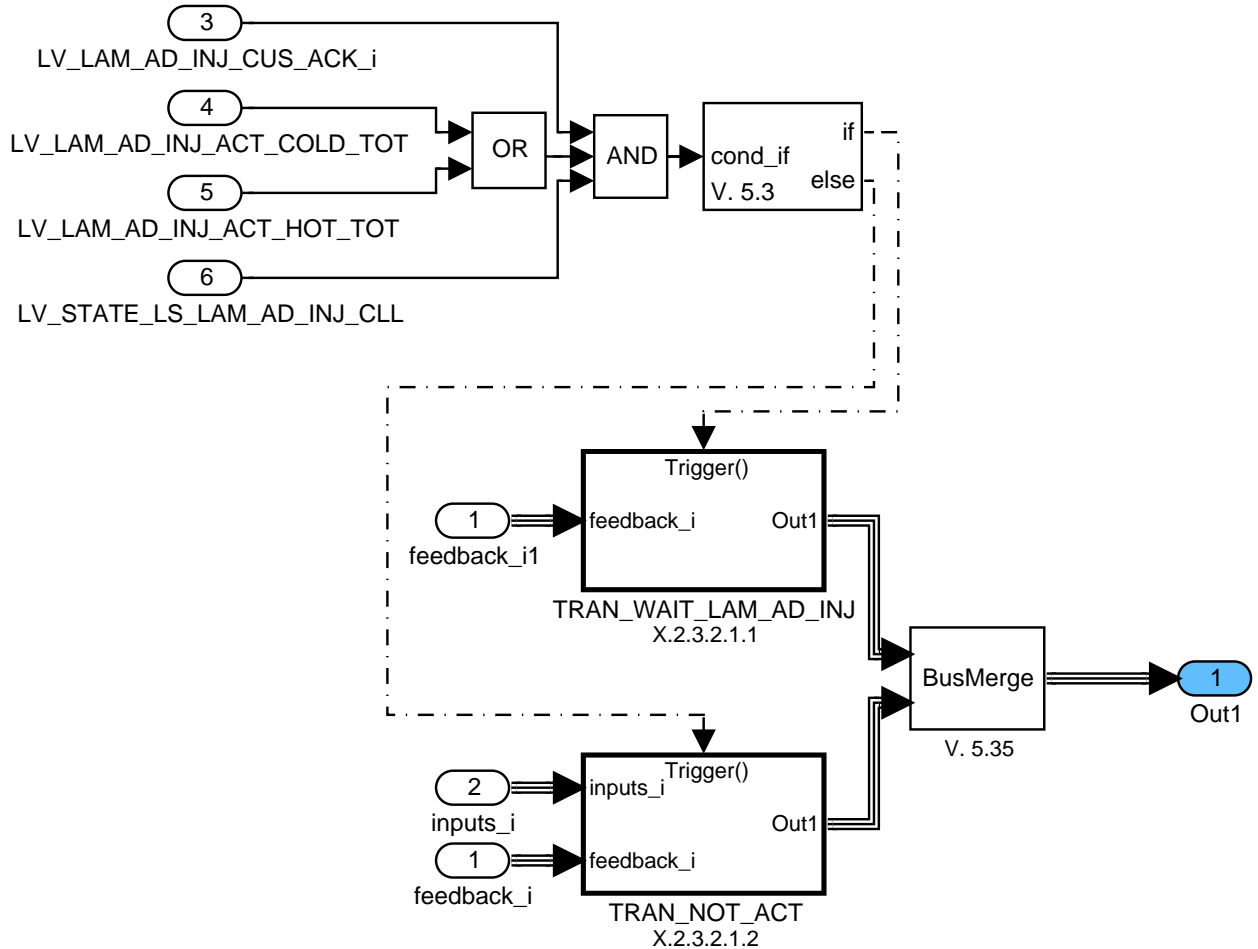 3
LV_LAM_AD_INJ_CUS_ACK_i
4
LV_LAM_AD_INJ_ACT_COLD_TOT
5
LV_LAM_AD_INJ_ACT_HOT_TOT
6
LV_STATE_LS_LAM_AD_INJ_CLL
OR
AND
cond_if
V. 5.3
if
else
Trigger()
1
feedback_i1
feedback_i
Out1
TRAN_WAIT_LAM_AD_INJ
X.2.3.2.1.1
BusMerge
V. 5.35
1
Out1
Trigger()
2
inputs_i
inputs_i
1
feedback_i
feedback_i
Out1
TRAN_NOT_ACT
X.2.3.2.1.2